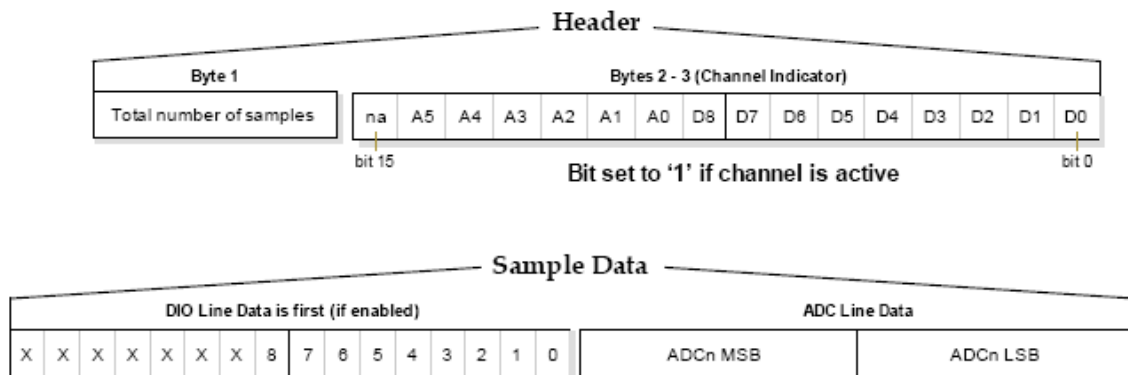 Header
Byte 1 Bytes 2 - 3 (Channel Indicator)
Total number of samples na A5 A4 A3 A2 A1 A0 D8 D7 D6 D5 D4 D3 D2 D1 D0
bit 15 bit 0
Bit set to ‘1’ if channel is active
Sample Data
DIO Line Data is first (if enabled) ADC Line Data
X X X X X X X 8 7 6 5 4 3 2 1 0 ADCn MSB ADCn LSB